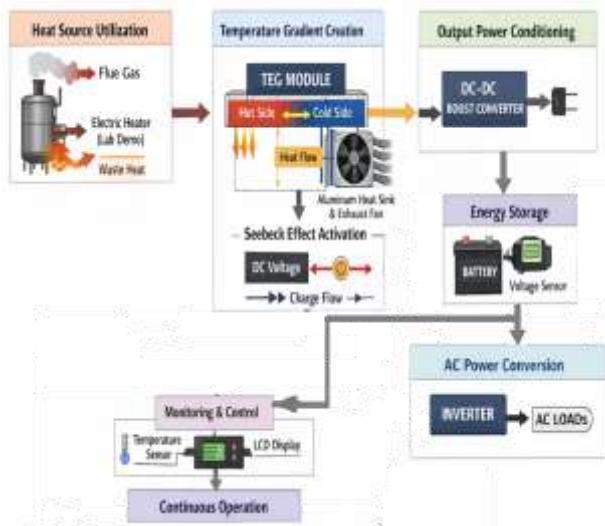 Heat Source Utilization
Flue Gas
Electric Heater
(Lab Demo)
Waste Heat
Temperature Gradient Creation
TEG MODULE
Hot Side
Cold Side
Heat Flow
Aluminum Heat Sink
& Exhaust Fan
Seebeck Effect Activation
DC Voltage
Charge Flow
Output Power Conditioning
DC-DC
BOOST CONVERTER
Energy Storage
BATTERY
Voltage Sensor
AC Power Conversion
INVERTER
AC LOADs
Monitoring & Control
Temperature
Sensor
LCD Display
Continuous Operation